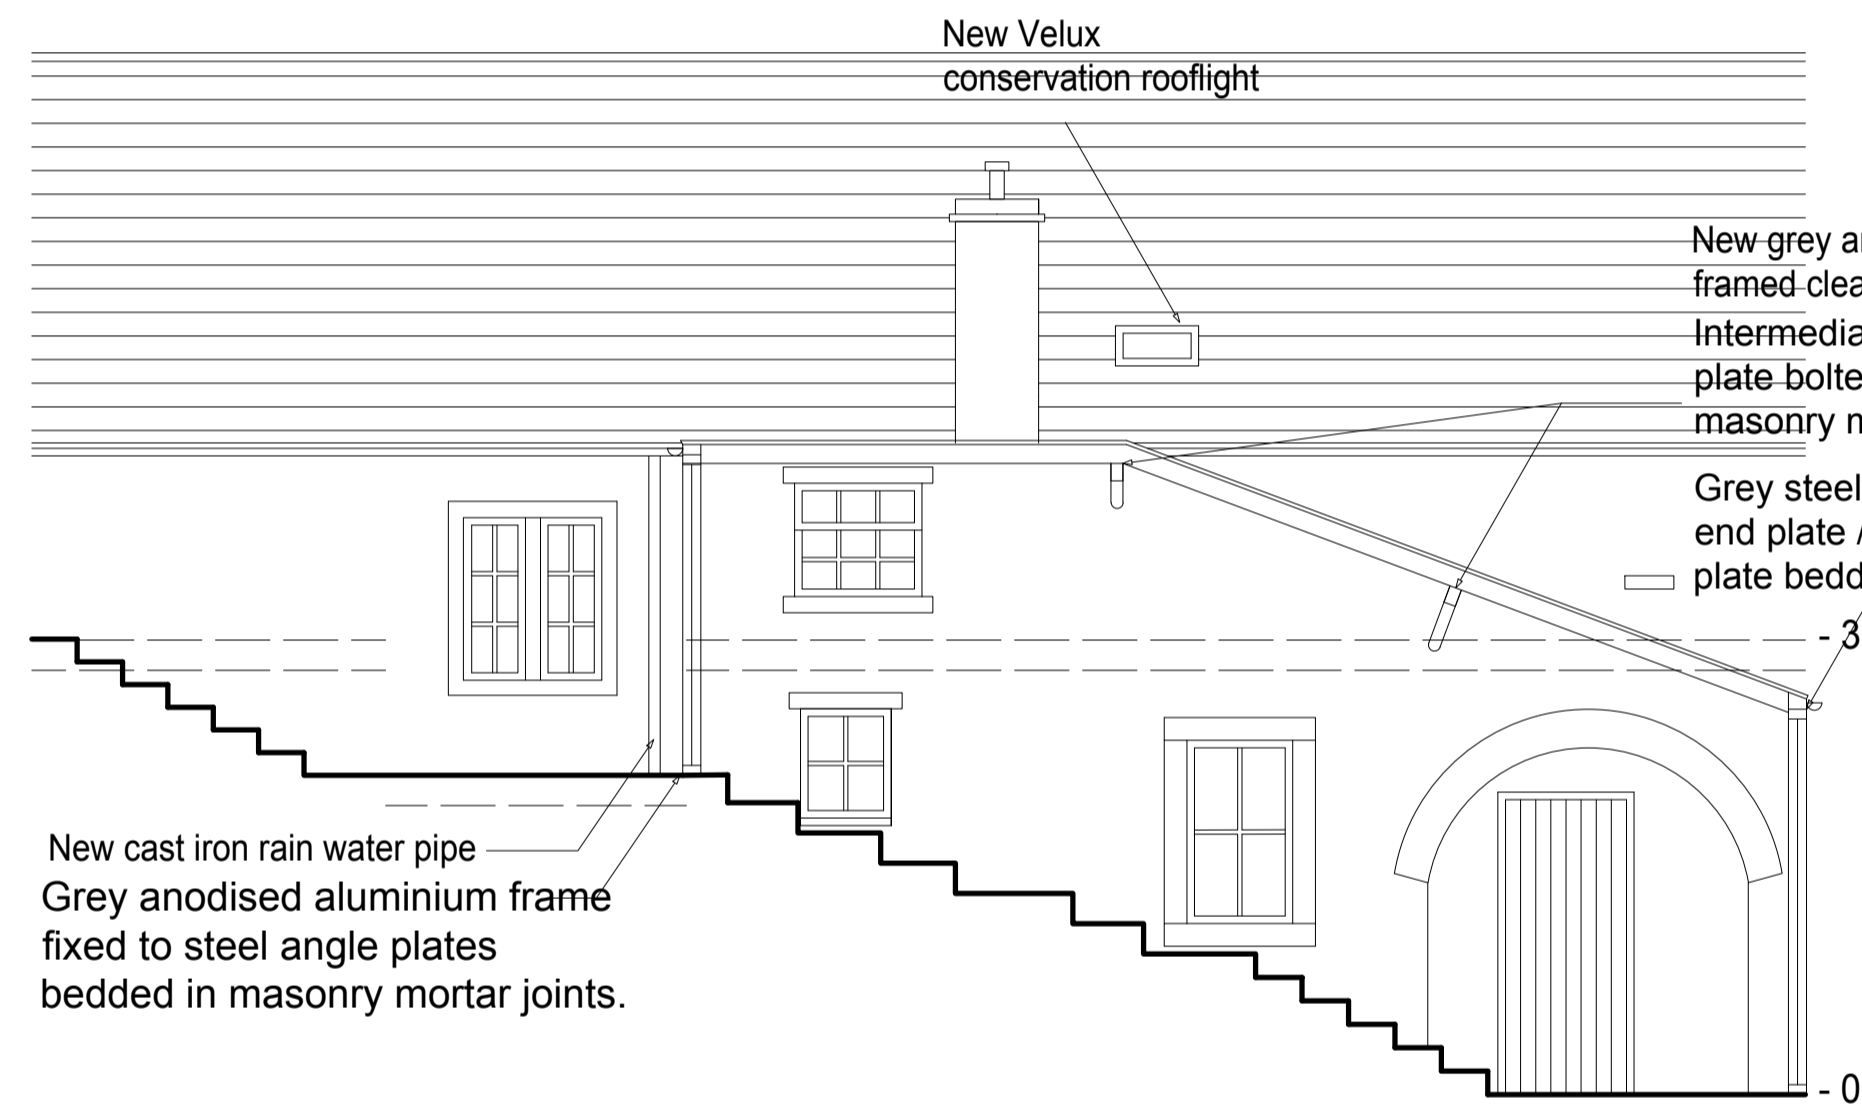 New Velux
conservation rooflight
New grey
framed
Intermedia
plate bolte
masonry
Grey steel
end plate /
plate bedd
- 3
New cast iron rain water pipe
Grey anodised aluminium frame
fixed to steel angle plates
bedded in masonry mortar joints.
- 0